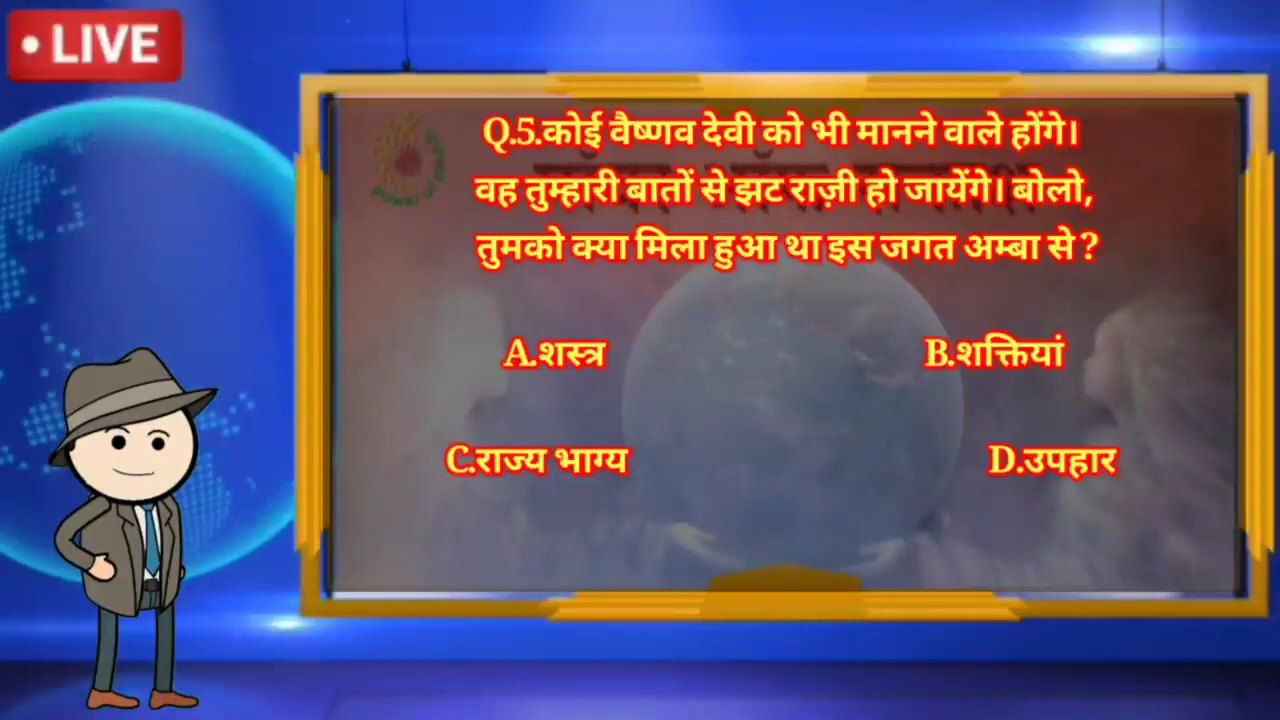 LIVE
Q.5.कोई वैष्णव देवी को भी मानने वाले होंगे।
वह तुम्हारी बातों से झट राज़ी हो जायेंगे। बोलो,
तुमको क्या मिला हुआ था इस जगत अम्बा से ?
A.शस्त्र
B.शक्तियां
C.राज्य भाग्य
D.उपहार